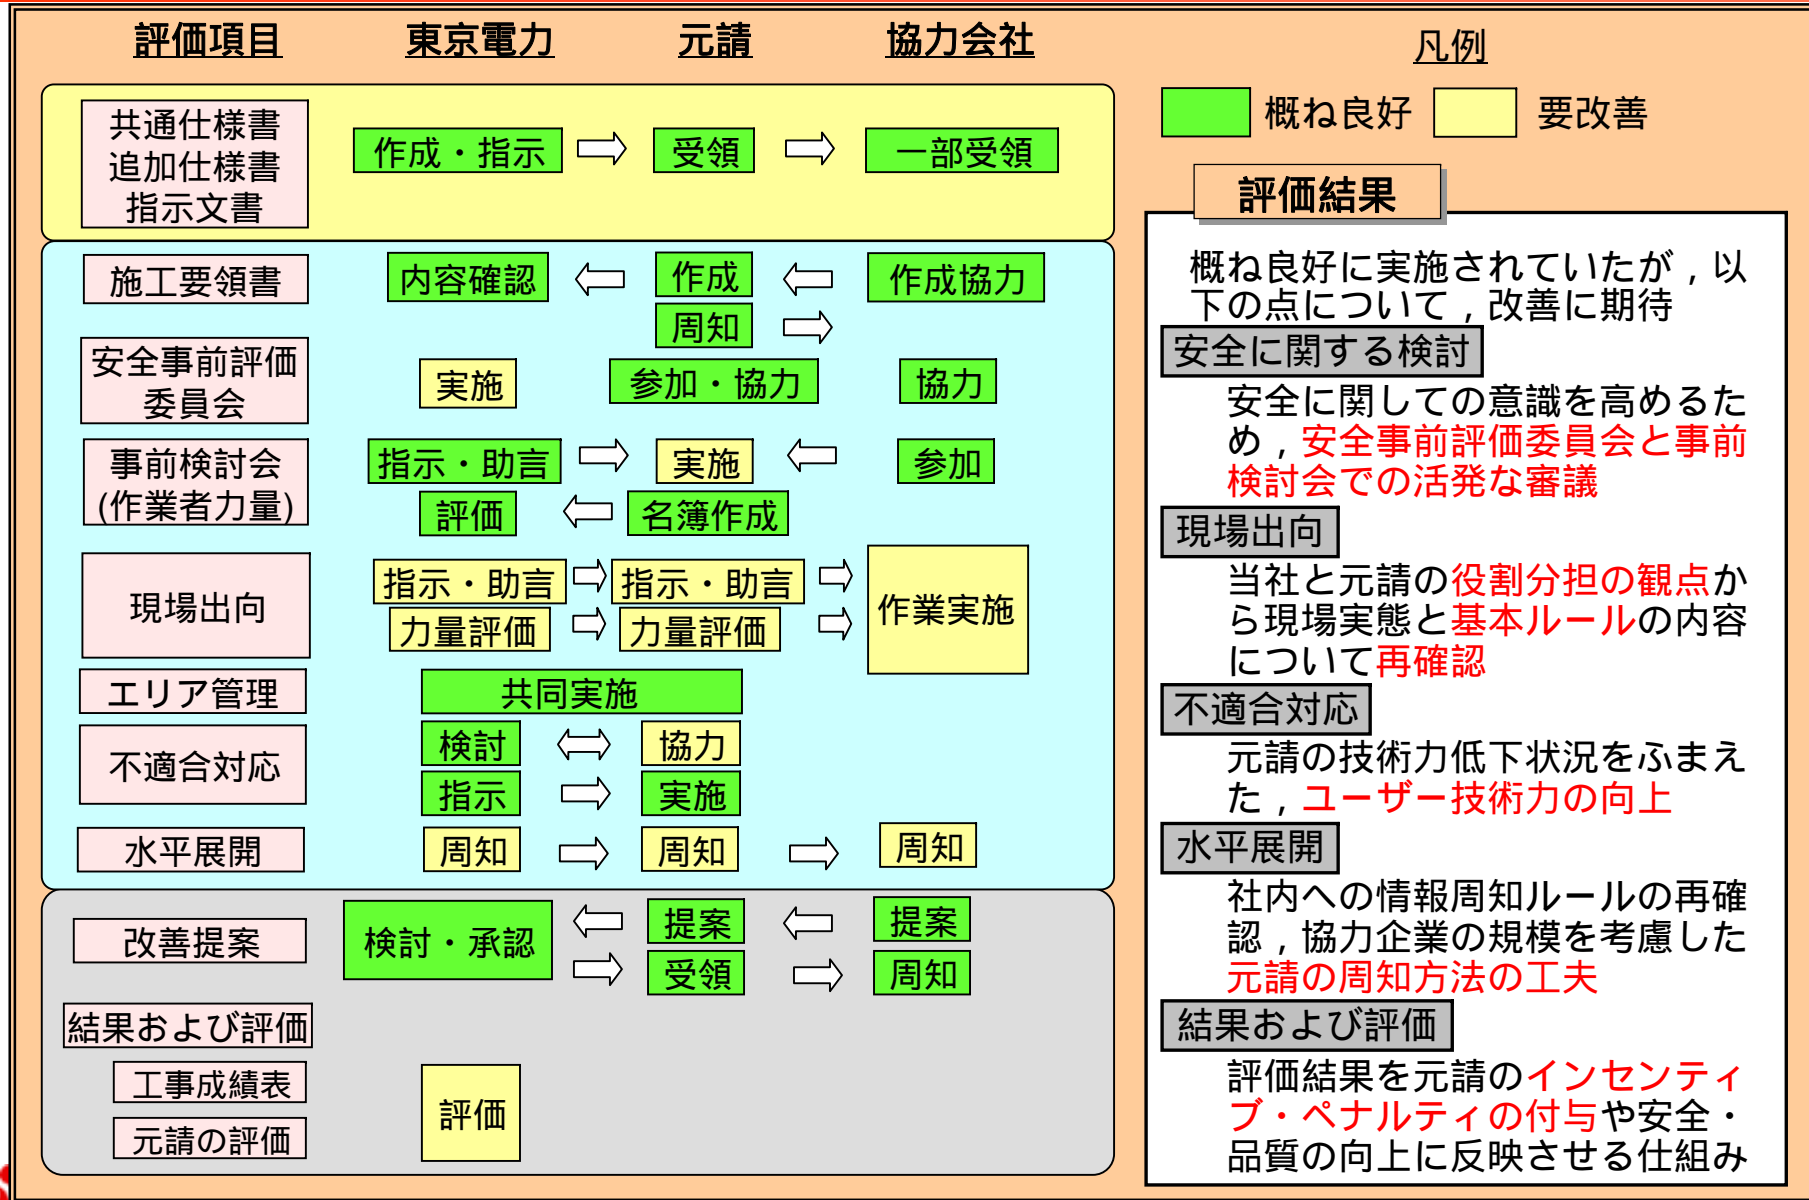 評価項目 東京電力 元請 協力会社
共通仕様書
追加仕様書
指示文書
作成・指示 受領 一部受領
施工要領書 内容確認 作成 作成協力
周知
安全事前評価
委員会
実施 参加・協力 協力
事前検討会
(作業者力量)
指示・助言 実施 参加
評価 名簿作成
現場出向
指示・助言 指示・助言
力量評価 力量評価
作業実施
エリア管理 共同実施
不適合対応
検討 協力
指示 実施
水平展開 周知 周知 周知
改善提案
検討・承認
提案 提案
受領 周知
結果および評価
工事成績表
元請の評価
評価
凡例
概ね良好 要改善
評価結果
概ね良好に実施されていたが，以
下の点について，改善に期待
安全に関する検討
安全に関しての意識を高めるた
め，安全事前評価委員会と事前
検討会での活発な審議
現場出向
当社と元請の役割分担の観点か
ら現場実態と基本ルールの内容
について再確認
不適合対応
元請の技術力低下状況をふまえ
た，ユーザー技術力の向上
水平展開
社内への情報周知ルールの再確
認，協力企業の規模を考慮した
元請の周知方法の工夫
結果および評価
評価結果を元請のインセンティ
ブ・ペナルティの付与や安全・
品質の向上に反映させる仕組み